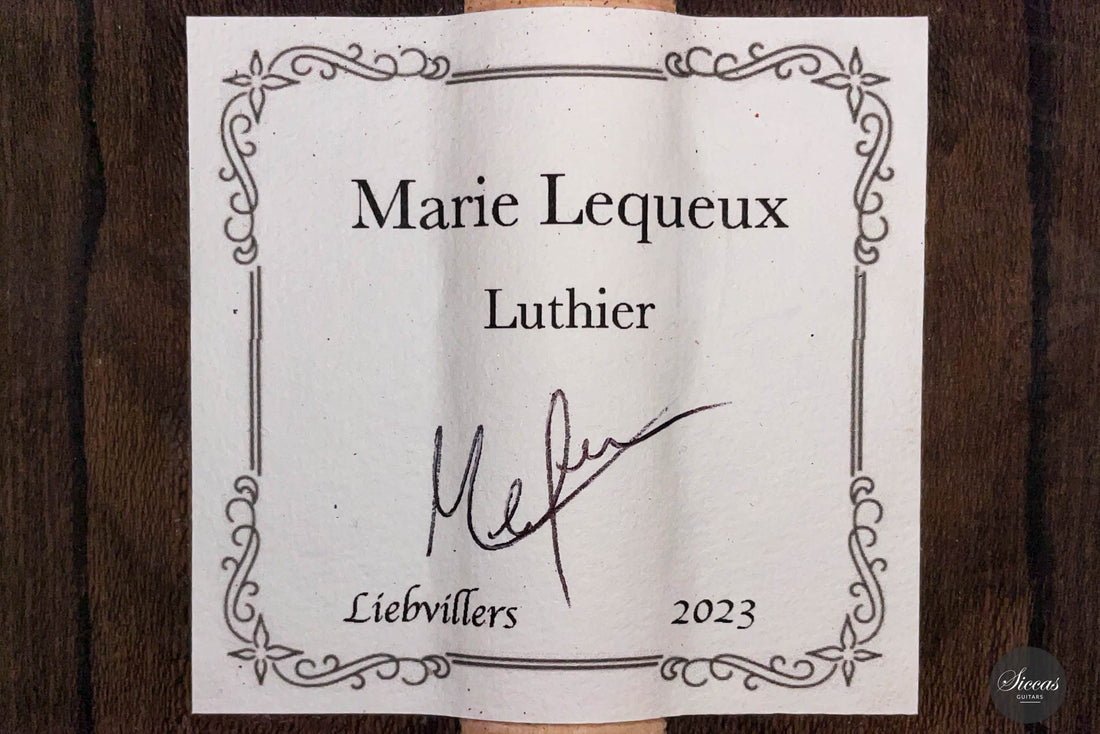 Marie Lequeux
Luthier
Liebvillers 2023
Siccas
GUITARS